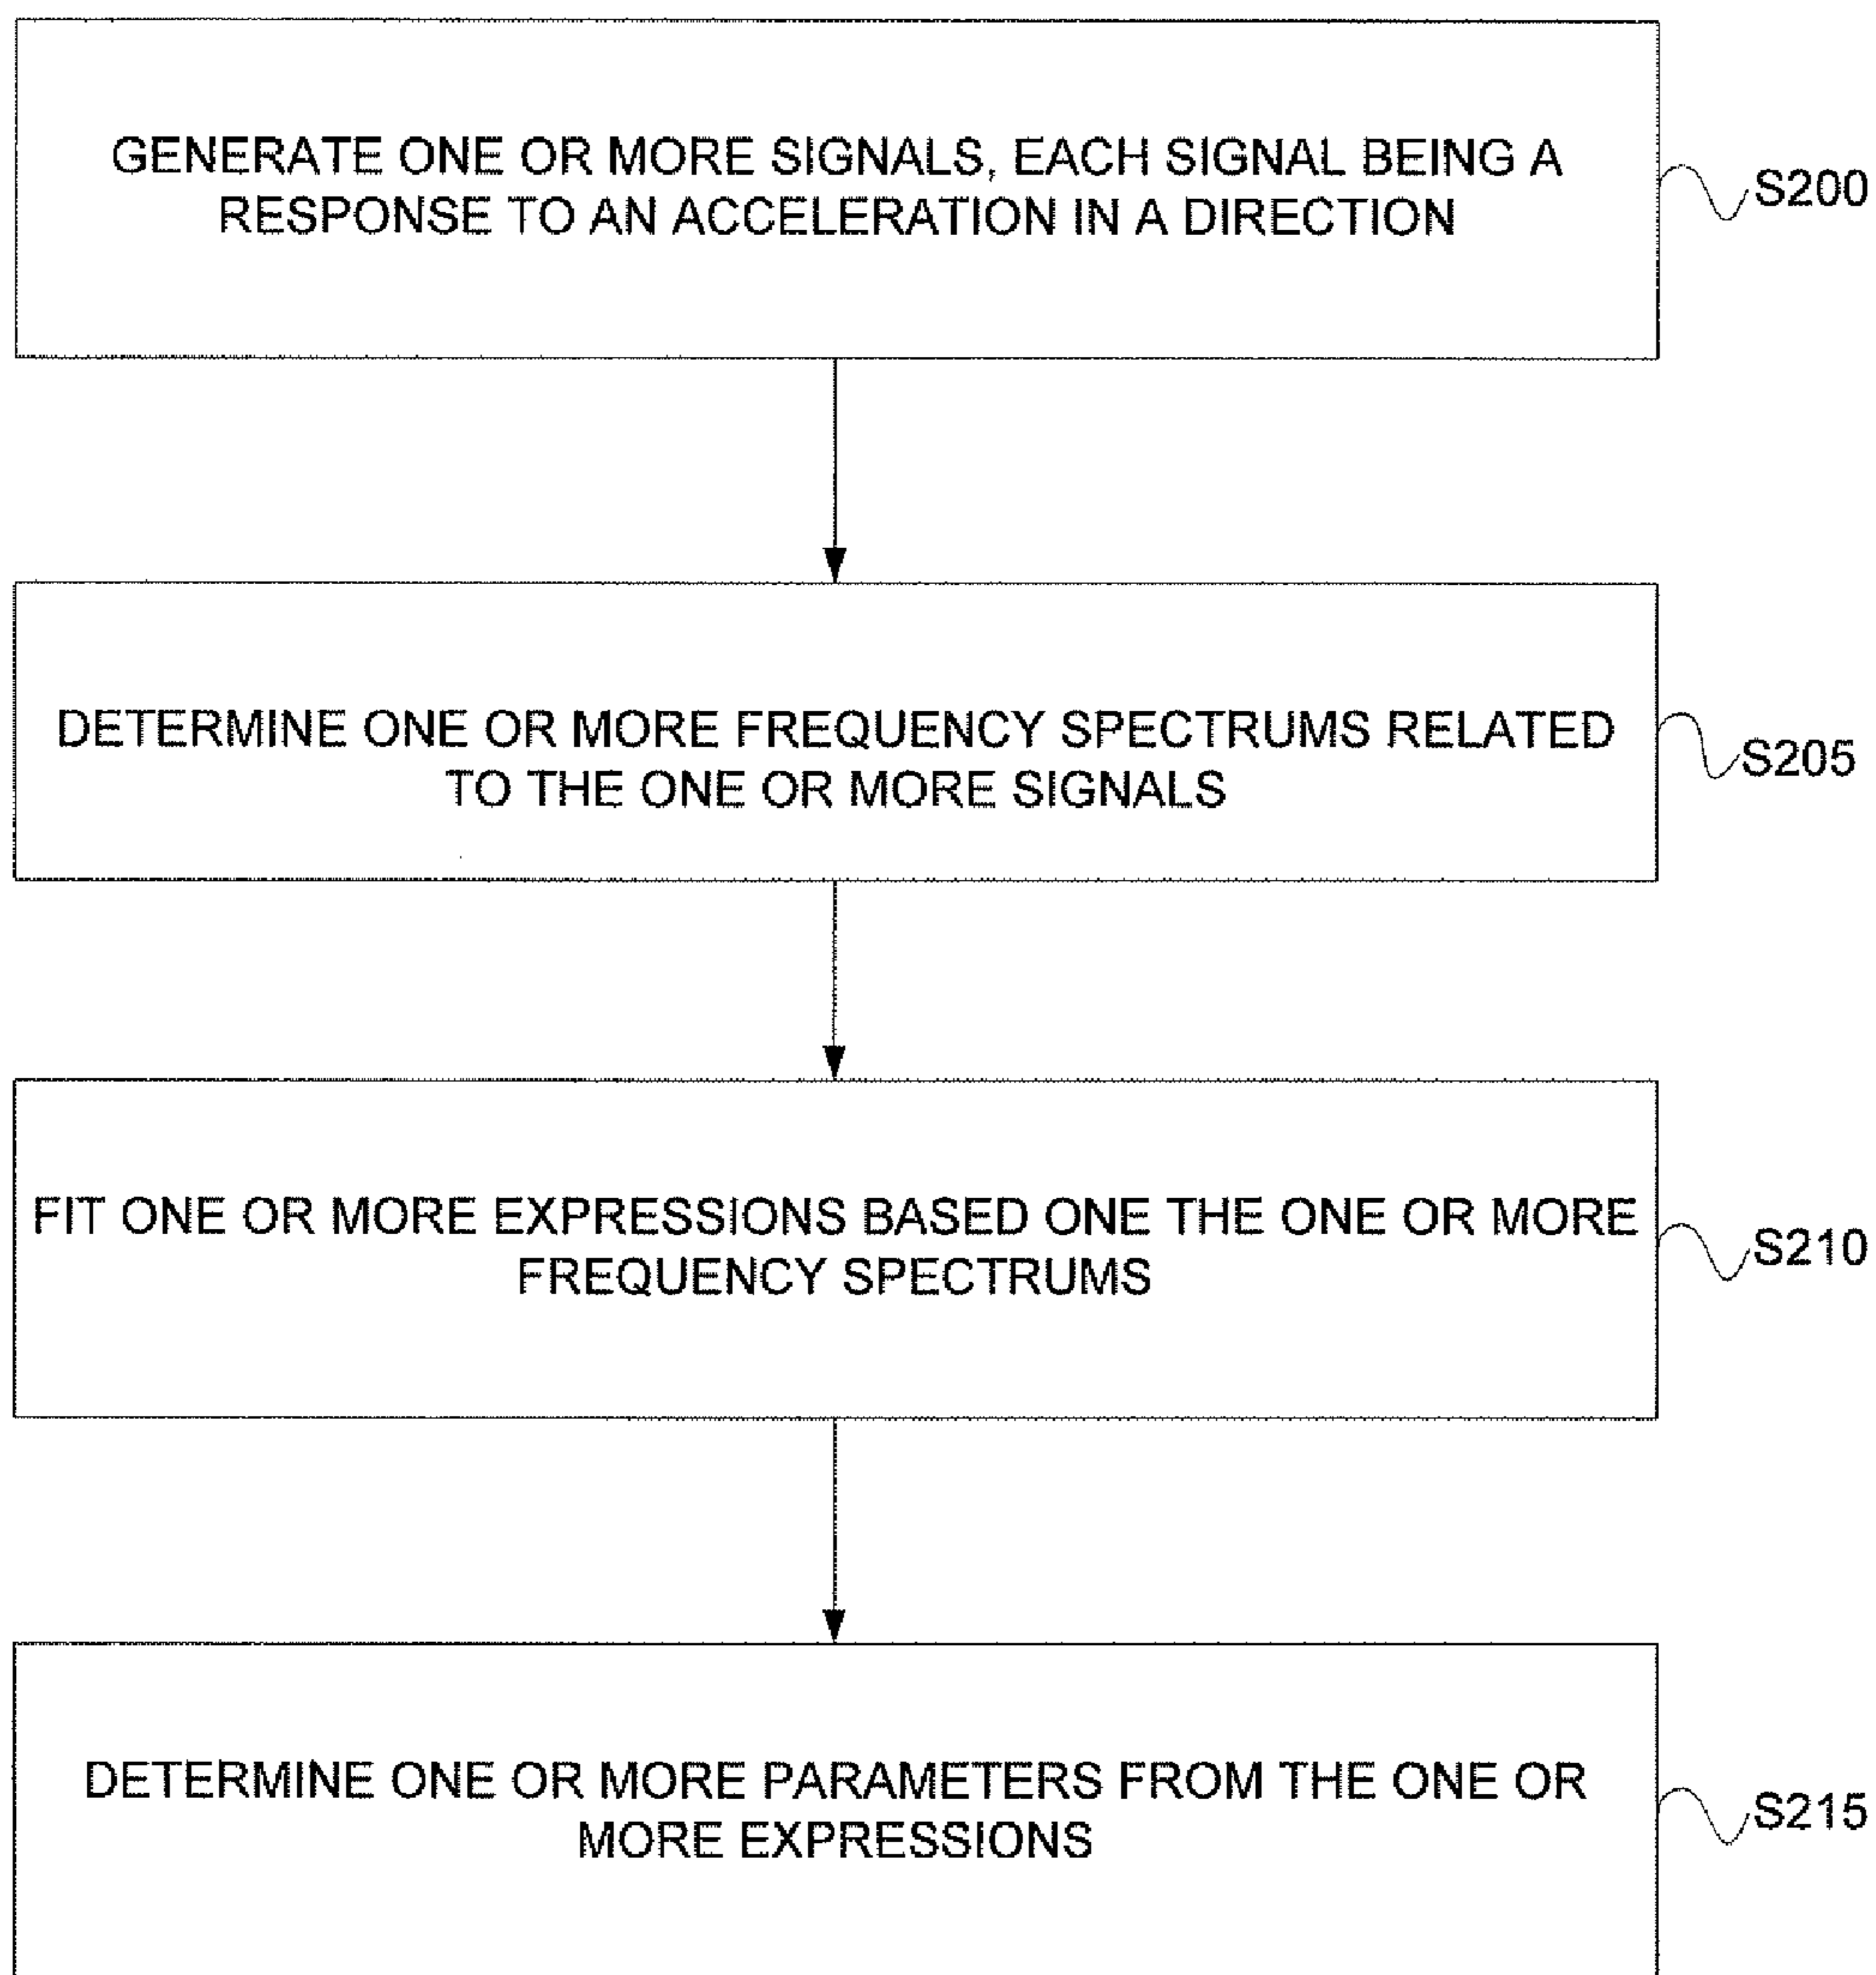 GENERATE ONE OR MORE SIGNALS, EACH SIGNAL BEING A
RESPONSE TO AN ACCELERATION IN A DIRECTION
S200
DETERMINE ONE OR MORE FREQUENCY SPECTRUMS RELATED
TO THE ONE OR MORE SIGNALS
S205
FIT ONE OR MORE EXPRESSIONS BASED ONE THE ONE OR MORE
FREQUENCY SPECTRUMS
S210
DETERMINE ONE OR MORE PARAMETERS FROM THE ONE OR
MORE EXPRESSIONS
S215